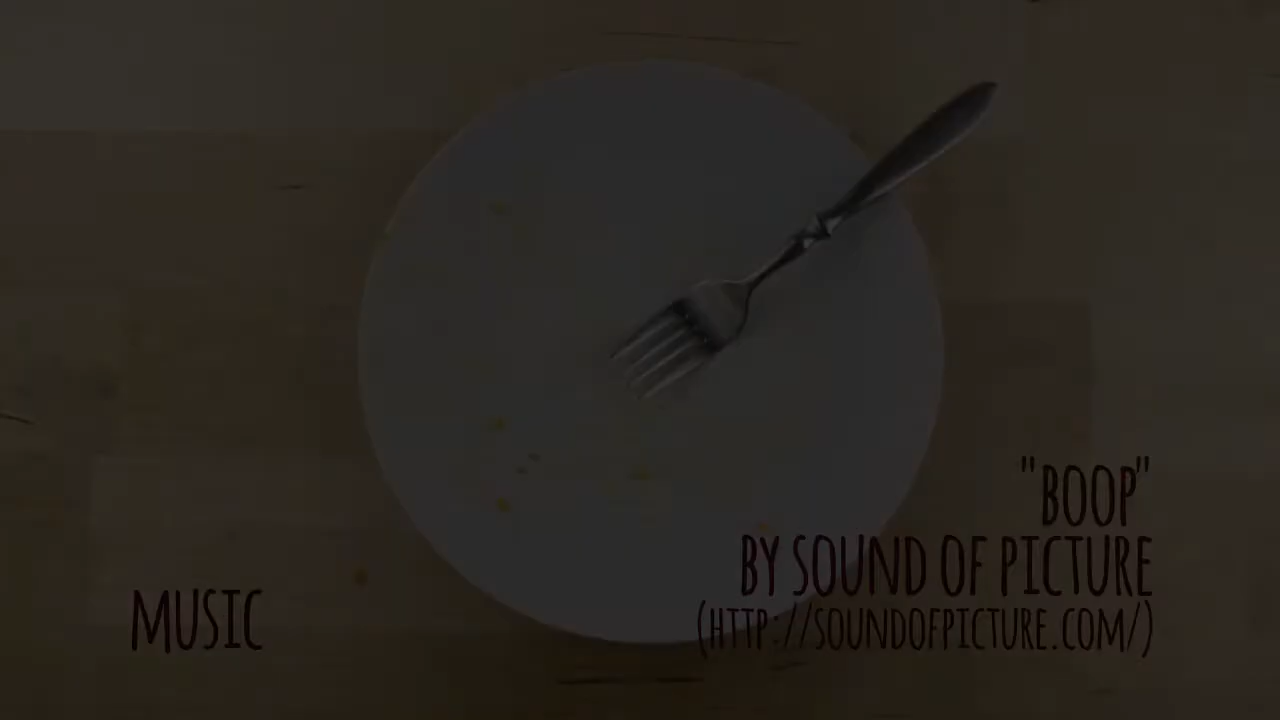 MUSIC
"BOOP"
BY SOUND OF PICTURE
(HTTP://SOUNDOFPICTURE.COM/)